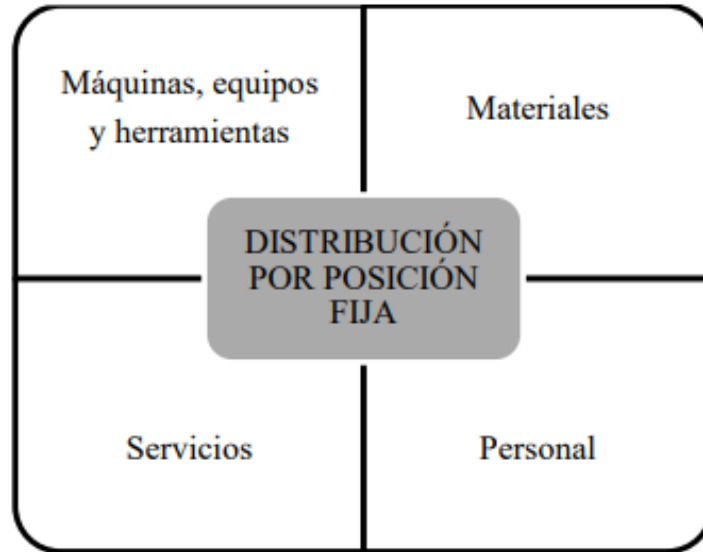 Máquinas, equipos
y herramientas
Materiales
DISTRIBUCIÓN
POR POSICIÓN
FIJA
Servicios
Personal